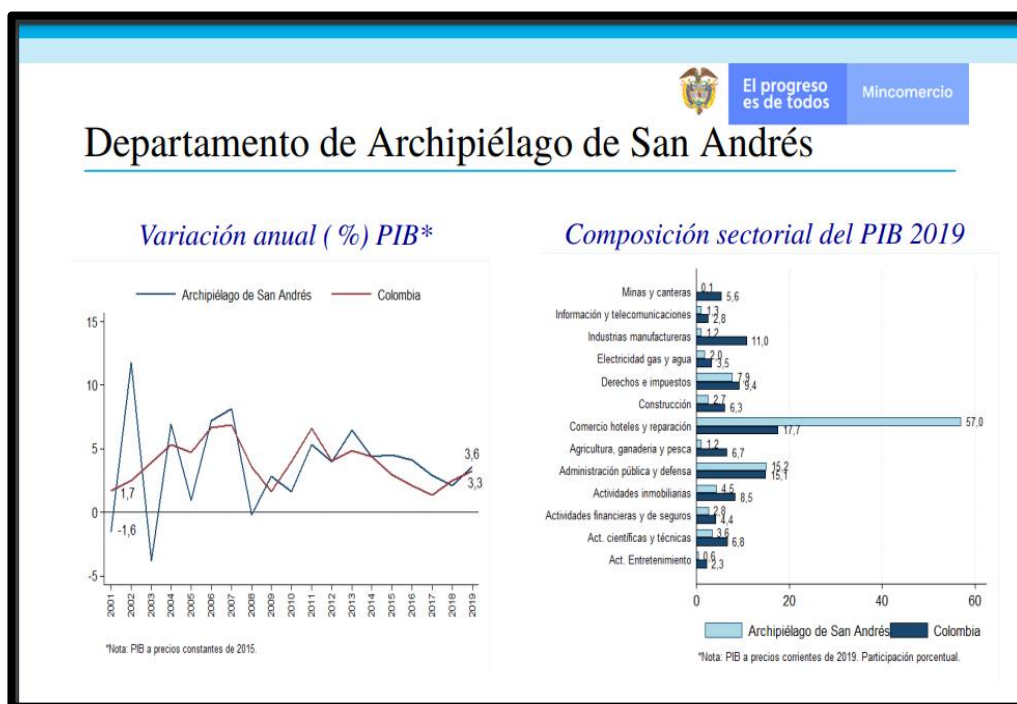 El progreso
es de todos
Mincomercio
Departamento de Archipiélago de San Andrés
Variación anual ( %) PIB*
Archipiélago de San Andrés
Colombia
15
10
5
0
-5
1,7
-1,6
3,6
3,3
2001
2002
2003
2004
2005
2006
2007
2008
2009
2010
2011
2012
2013
2014
2015
2016
2017
2018
2019
*Nota: PIB a precios constantes de 2015.
Composición sectorial del PIB 2019
Minas y canteras
0,1
5,6
Información y telecomunicaciones
1,3
2,8
Industrias manufactureras
1,2
11,0
Electricidad gas y agua
2,0
3,5
Derechos e impuestos
7,9
9,4
Construcción
2,7
6,3
Comercio hoteles y reparación
57,0
17,7
Agricultura, ganaderia y pesca
1,2
6,7
Administración pública y defensa
15,2
15,1
Actividades inmobiliarias
4,5
8,5
Actividades financieras y de seguros
2,8
4,4
Act. científicas y técnicas
3,6
6,8
Act. Entretenimiento
0,6
2,3
0
20
40
60
Archipiélago de San Andrés
Colombia
*Nota: PIB a precios corrientes de 2019. Participación porcentual.